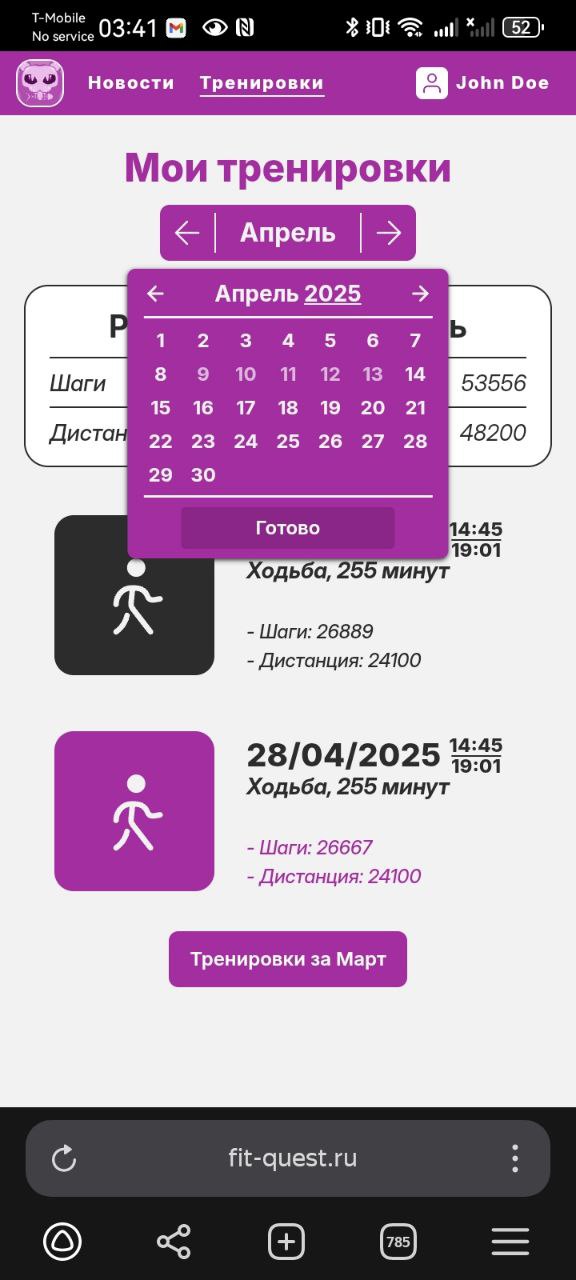 T-Mobile
No service
03:41
52
Новости
Тренировки
John Doe
Мои тренировки
Апрель
Апрель 2025
1 2 3 4 5 6 7
8 9 10 11 12 13 14
15 16 17 18 19 20 21
22 23 24 25 26 27 28
29 30
Готово
Р
ь
Шаги
53556
Дистан
48200
14:45
19:01
Ходьба, 255 минут
- Шаги: 26889
- Дистанция: 24100
28/04/2025
14:45
19:01
Ходьба, 255 минут
- Шаги: 26667
- Дистанция: 24100
Тренировки за Март
fit-quest.ru
785